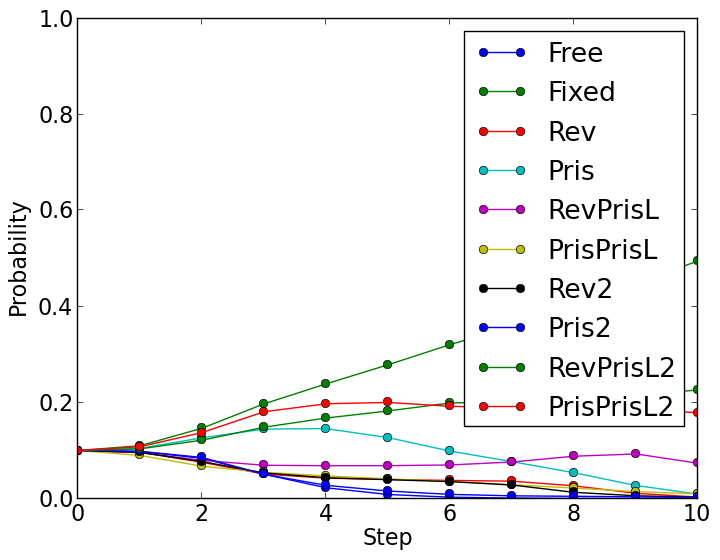 1.0
0.8
0.6
0.4
0.2
0.0
Probability
0
2
4
6
8
10
Step
Free
Fixed
Rev
Pris
RevPrisL
PrisPrisL
Rev2
Pris2
RevPrisL2
PrisPrisL2